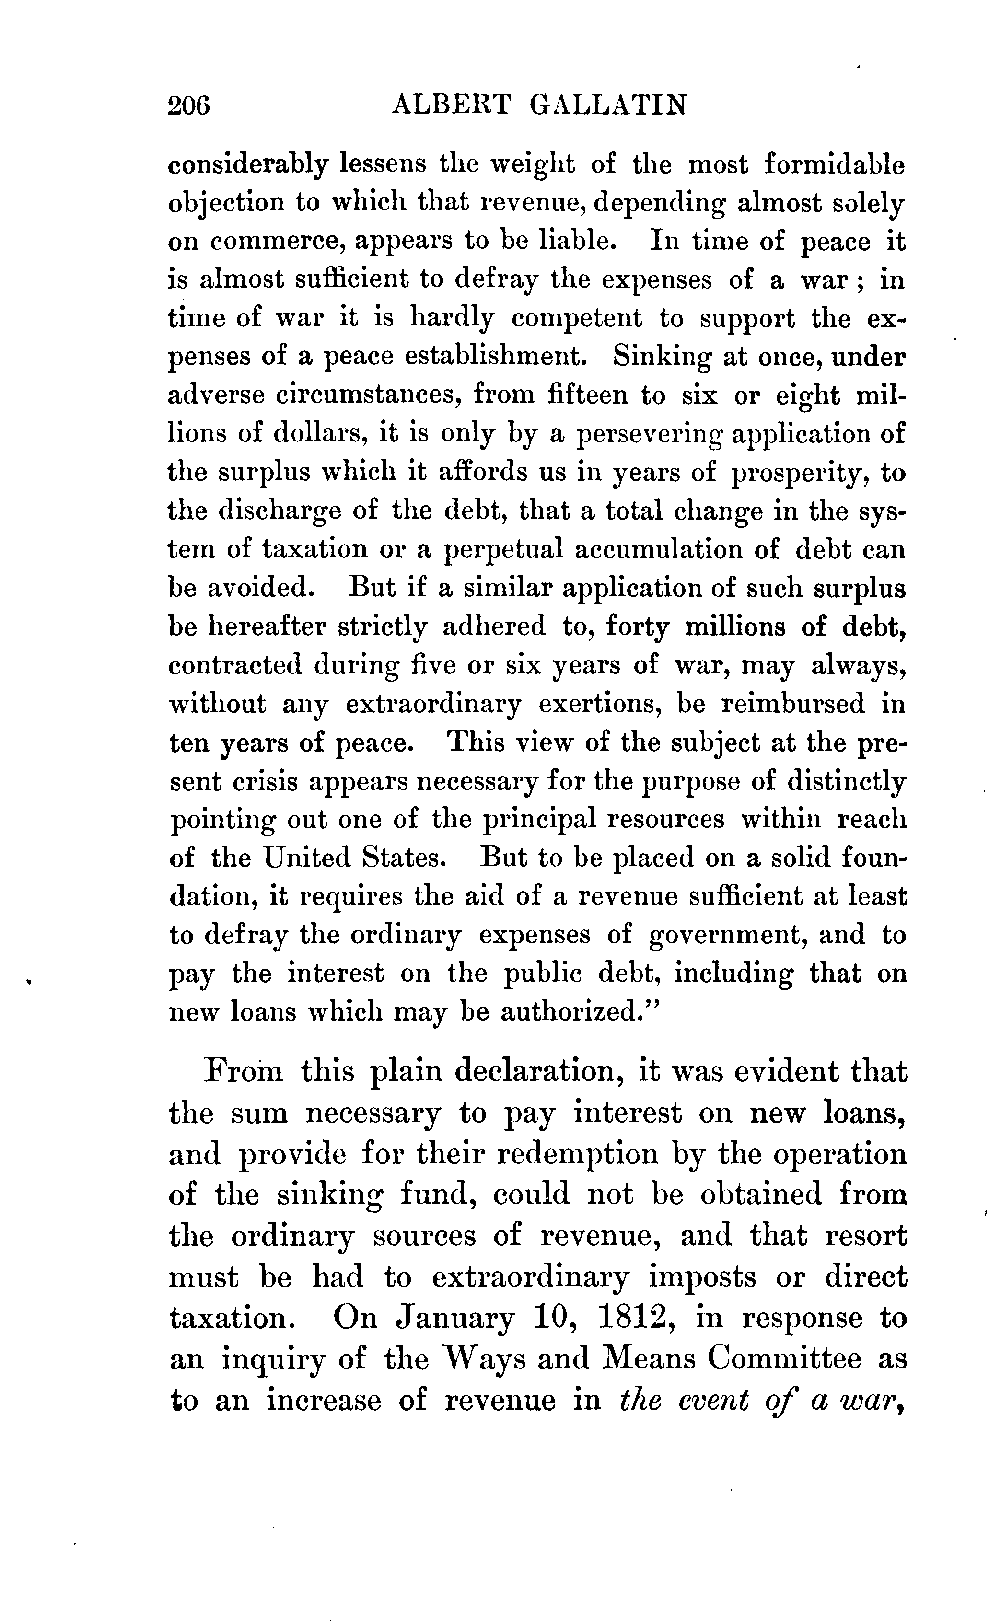 206 ALBERT GALLATIN
considerably lessens the weight of the most formidable
objection to which that revenue, depending almost solely
on commerce, appears to be liable. In time of peace it
is almost sufficient to defray the expenses of a war ; in
time of war it is hardly competent to support the ex-
penses of a peace establishment. Sinking at once, under
adverse circumstances, from fifteen to six or eight mil-
lions of dollars, it is only by a persevering application of
the surplus which it affords us in years of prosperity, to
the discharge of the debt, that a total change in the sys-
tem of taxation or a perpetual accumulation of debt can
be avoided. But if a similar application of such surplus
be hereafter strictly adhered to, forty millions of debt,
contracted during five or six years of war, may always,
without any extraordinary exertions, be reimbursed in
ten years of peace. This view of the subject at the pre-
sent crisis appears necessary for the purpose of distinctly
pointing out one of the principal resources within reach
of the United States. But to be placed on a solid foun-
dation, it requires the aid of a revenue sufficient at least
to defray the ordinary expenses of government, and to
pay the interest on the public debt, including that on
new loans which may be authorized."
From this plain declaration, it was evident that
the sum necessary to pay interest on new loans,
and provide for their redemption by the operation
of the sinking fund, could not be obtained from
the ordinary sources of revenue, and that resort
must be had to extraordinary imposts or direct
taxation. On January 10, 1812, in response to
an inquiry of the Ways and Means Committee as
to an increase of revenue in the event of a war,